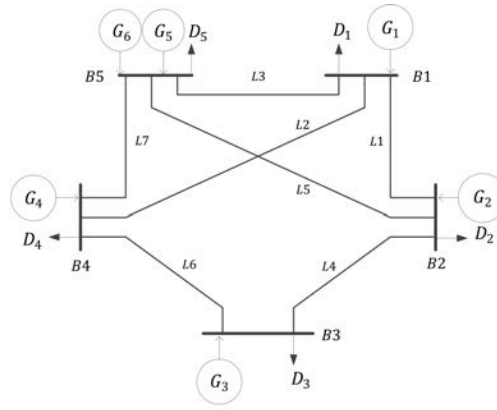 G6 G5 D5 D1 G1
B5 L3 B1
L7 L2 L1
L5
G4 G2
D4 D2
B4 L6 L4 B2
B3
G3 D3